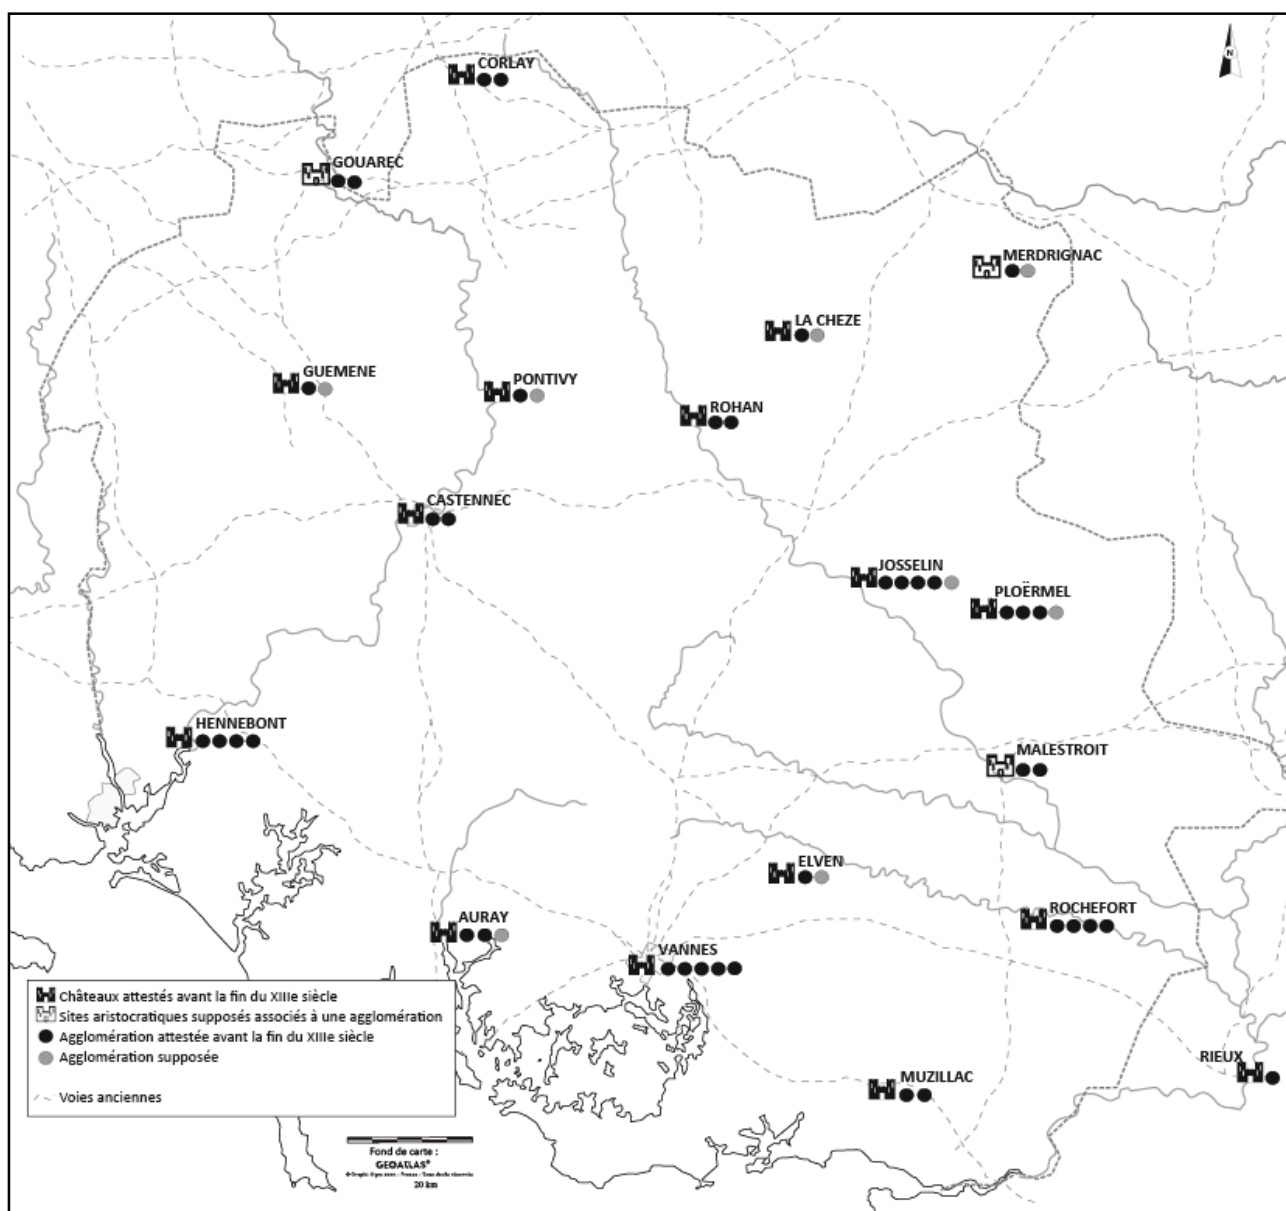 CORLAY
N
GOUAREC
MERDRIGNAC
LA CHEZE
GUEMENE
PONTIVY
ROHAN
CASTENNEC
JOSSELIN
PLOËRMEL
HENNEBONT
MALESTROIT
ELVEN
ROCHEFORT
AURAY
VANNES
RIEUX
MUZILLAC
Châteaux attestés avant la fin du XIIIe siècle
Sites aristocratiques supposés associés à une agglomération
Agglomération attestée avant la fin du XIIIe siècle
Agglomération supposée
Voies anciennes
Fond de carte :
GEOATLAS®
20 km